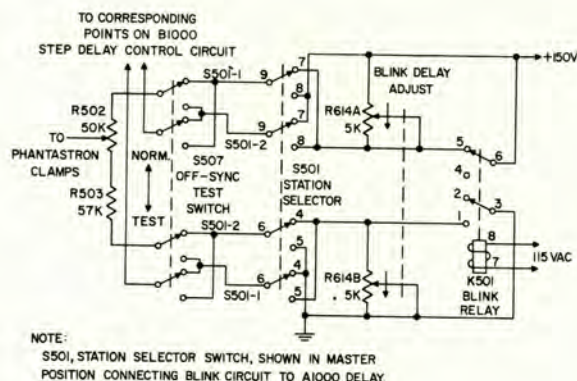 TO CORRESPONDING
POINTS ON B1000
STEP DELAY CONTROL CIRCUIT
S501-1
9
7
8
+150V
BLINK DELAY
ADJUST
R502
50K
9
7
R614A
5K
5
6
TO
PHANTASTRON
CLAMPS
NORM.
S501-2
8
4
S507
OFF-SYNC
TEST
SWITCH
S501
STATION
SELECTOR
2
3
R503
57K
TEST
S501-2
6
4
1
5
8
7
115 VAC
6
4
R614B
5K
K501
BLINK
RELAY
S501-1
5
NOTE:
S501, STATION SELECTOR SWITCH, SHOWN IN MASTER
POSITION CONNECTING BLINK CIRCUIT TO A1000 DELAY.